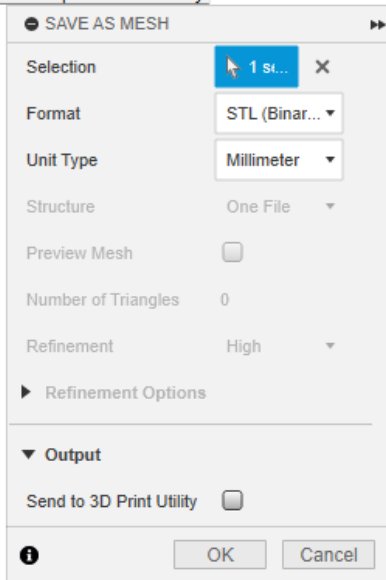 SAVE AS MESH
Selection 1 se...
Format STL (Binar...
Unit Type Millimeter
Structure One File
Preview Mesh
Number of Triangles 0
Refinement High
Refinement Options
Output
Send to 3D Print Utility
OK Cancel